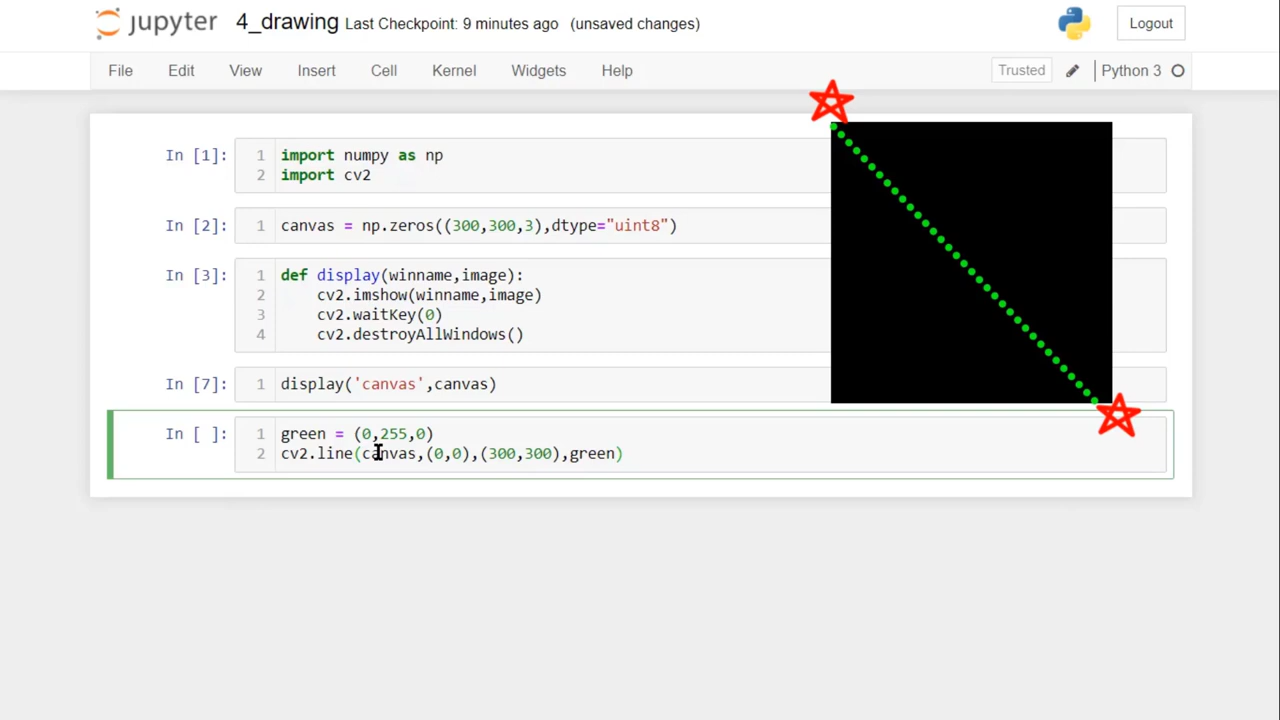 jupyter 4_drawing Last Checkpoint: 9 minutes ago (unsaved changes) Logout
File Edit View Insert Cell Kernel Widgets Help Trusted Python 3
In [1]: 1 import numpy as np
2 import cv2
In [2]: 1 canvas = np.zeros((300,300,3),dtype="uint8")
In [3]: 1 def display(winname,image):
2 cv2.imshow(winname,image)
3 cv2.waitKey(0)
4 cv2.destroyAllWindows()
In [7]: 1 display('canvas',canvas)
In [ ]: 1 green = (0,255,0)
2 cv2.line(canvas,(0,0),(300,300),green)